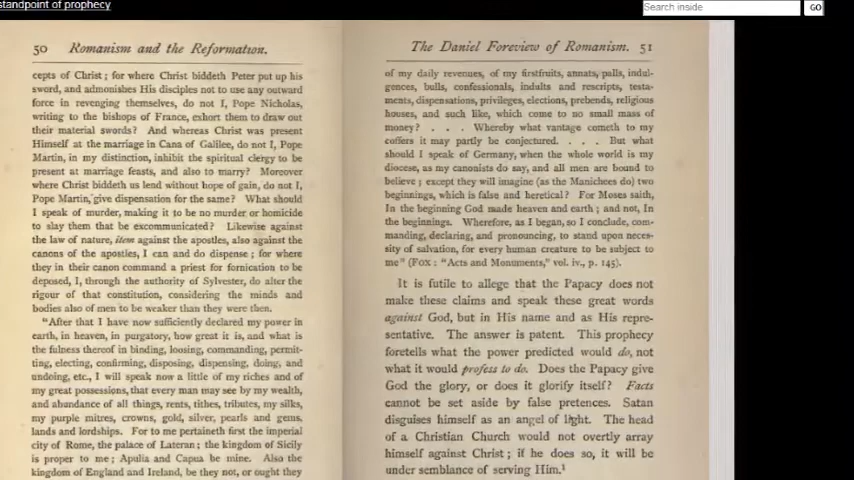 standpoint of prophecy
Search inside
GO
50 Romanism and the Reformation.
cepts of Christ; for where Christ biddeth Peter put up his
sword, and admonishes His disciples not to use any outward
force in revenging themselves, do not I, Pope Nicholas,
writing to the bishops of France, exhort them to draw out
their material swords? And whereas Christ was present
Himself at the marriage in Cana of Galilee, do not I, Pope
Martin, in my distinction, inhibit the spiritual clergy to be
present at marriage feasts, and also to marry? Moreover
where Christ biddeth us lend without hope of gain, do not I,
Pope Martin, give dispensation for the same? What should
I speak of murder, making it to be no murder or homicide
to slay them that be excommunicated? Likewise against
the law of nature, item against the apostles, also against the
canons of the apostles, I can and do dispense; for where
they in their canon command a priest for fornication to be
deposed, I, through the authority of Sylvester, do alter the
rigour of that constitution, considering the minds and
bodies also of men to be weaker than they were then.
"After that I have now sufficiently declared my power in
earth, in heaven, in purgatory, how great it is, and what is
the fulness thereof in binding, loosing, commanding, permit-
ting, electing, confirming, disposing, dispensing, doing, and
undoing, etc., I will speak now a little of my riches and of
my great possessions, that every man may see by my wealth,
and abundance of all things, rents, tithes, tributes, my silks,
my purple mitres, crowns, gold, silver, pearls and gems,
lands and lordships. For to me pertaineth first the imperial
city of Rome, the palace of Lateran; the kingdom of Sicily
is proper to me; Apulia and Capua be mine. Also the
kingdom of England and Ireland, be they not, or ought they
The Daniel Foreview of Romanism. 51
of my daily revenues, of my firstfruits, annats, palls, indul-
gences, bulls, confessionals, indults and rescripts, testa-
ments, dispensations, privileges, elections, prebends, religious
houses, and such like, which come to no small mass of
money? . . . Whereby what vantage cometh to my
coffers it may partly be conjectured. . . . But what
should I speak of Germany, when the whole world is my
diocese, as my canonists do say, and all men are bound to
believe; except they will imagine (as the Manichees do) two
beginnings, which is false and heretical? For Moses saith,
In the beginning God made heaven and earth; and not, In
the beginnings. Wherefore, as I began, so I conclude, com-
manding, declaring, and pronouncing, to stand upon neces-
sity of salvation, for every human creature to be subject to
me" (FOX: "Acts and Monuments," vol. iv., p. 145).
It is futile to allege that the Papacy does not
make these claims and speak these great words
against God, but in His name and as His repre-
sentative. The answer is patent. This prophecy
foretells what the power predicted would do, not
what it would profess to do. Does the Papacy give
God the glory, or does it glorify itself? Facts
cannot be set aside by false pretences. Satan
disguises himself as an angel of light. The head
of a Christian Church would not overtly array
himself against Christ; if he does so, it will be
under semblance of serving Him.¹